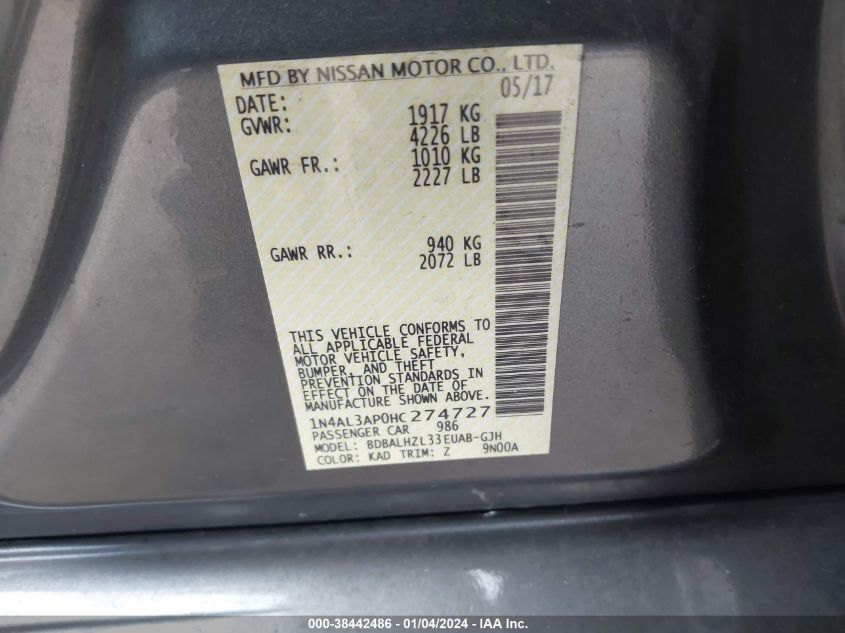 MFD BY NISSAN MOTOR CO., LTD.
DATE: 05/17
GVWR: 1917 KG
4226 LB
GAWR FR.: 1010 KG
2227 LB
GAWR RR.: 940 KG
2072 LB
THIS VEHICLE CONFORMS TO
ALL APPLICABLE FEDERAL
MOTOR VEHICLE SAFETY,
BUMPER, AND THEFT
PREVENTION STANDARDS IN
EFFECT ON THE DATE OF
MANUFACTURE SHOWN ABOVE.
1N4AL3AP0HC274727
PASSENGER CAR 986
MODEL: BDBALHZL33EUAB-GJH
COLOR: KAD TRIM: Z 9N00A
000-38442486 - 01/04/2024 - IAA Inc.